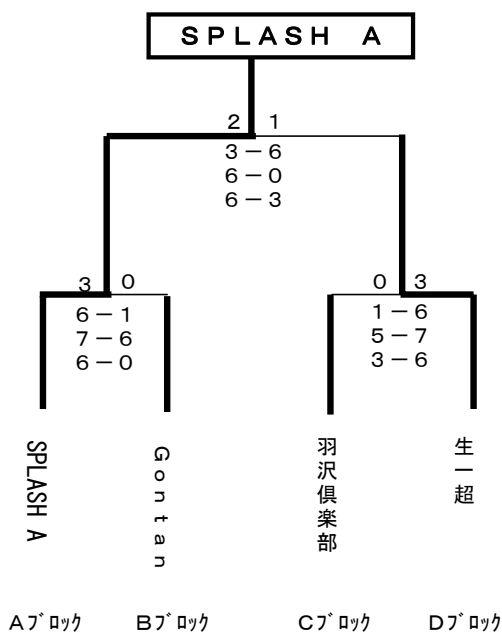 ＳＰＬＡＳＨ　Ａ
２　１
３－６
６－０
６－３
３　０
６－１
７－６
６－０
０　３
１－６
５－７
３－６
SPLASH A
Ｇｏｎｔａｎ
羽沢倶楽部
生一超
Aﾌﾞﾛｯｸ
Bﾌﾞﾛｯｸ
Cﾌﾞﾛｯｸ
Dﾌﾞﾛｯｸ